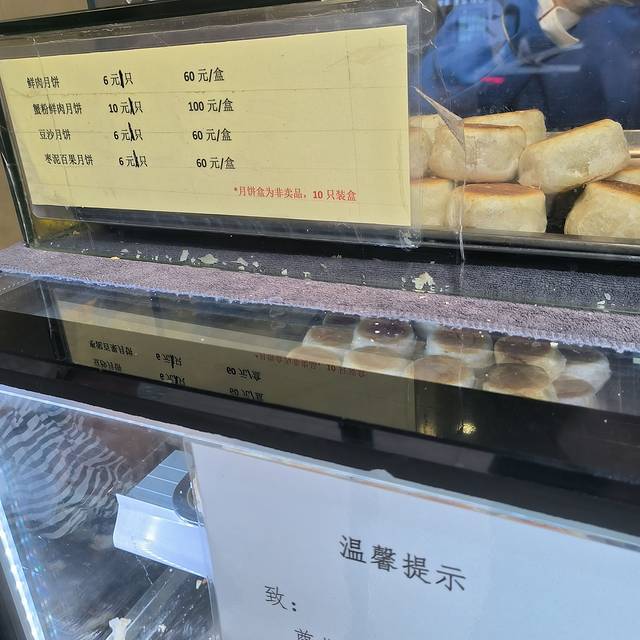 鲜肉月饼 6元/只 60元/盒
蟹粉鲜肉月饼 10元/只 100元/盒
豆沙月饼 6元/只 60元/盒
枣泥百果月饼 6元/只 60元/盒
*月饼盒为非卖品，10只装盒
温馨提示
致：